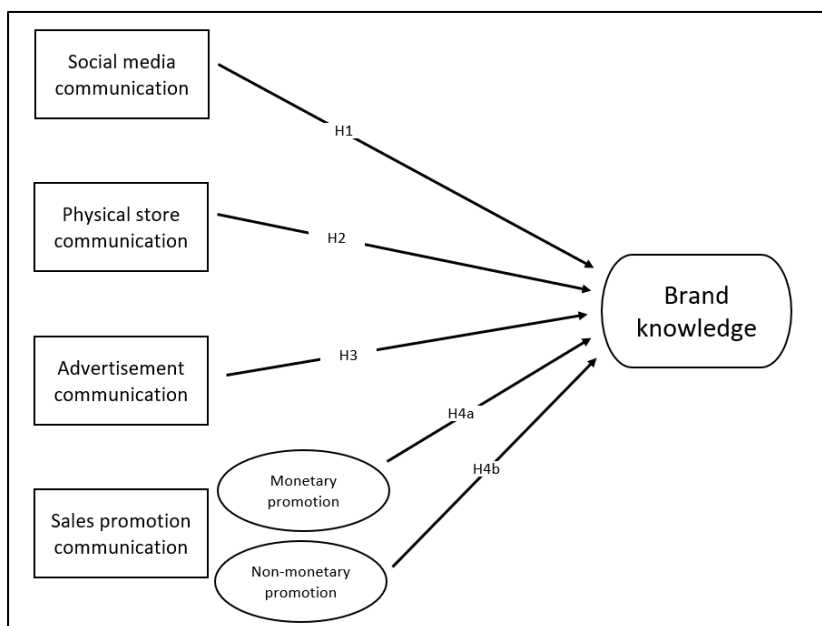 Social media
communication
H1
Physical store
communication
H2
Brand
knowledge
Advertisement
communication
H3
H4a
Monetary
promotion
H4b
Sales promotion
communication
Non-monetary
promotion